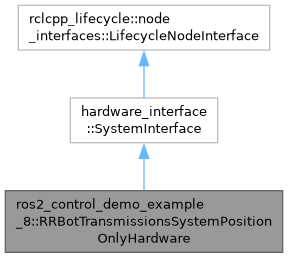 rclcpp_lifecycle::node
_interfaces::LifecycleNodeInterface
hardware_interface
::SystemInterface
ros2_control_demo_example
_8::RRBotTransmissionsSystemPosition
OnlyHardware